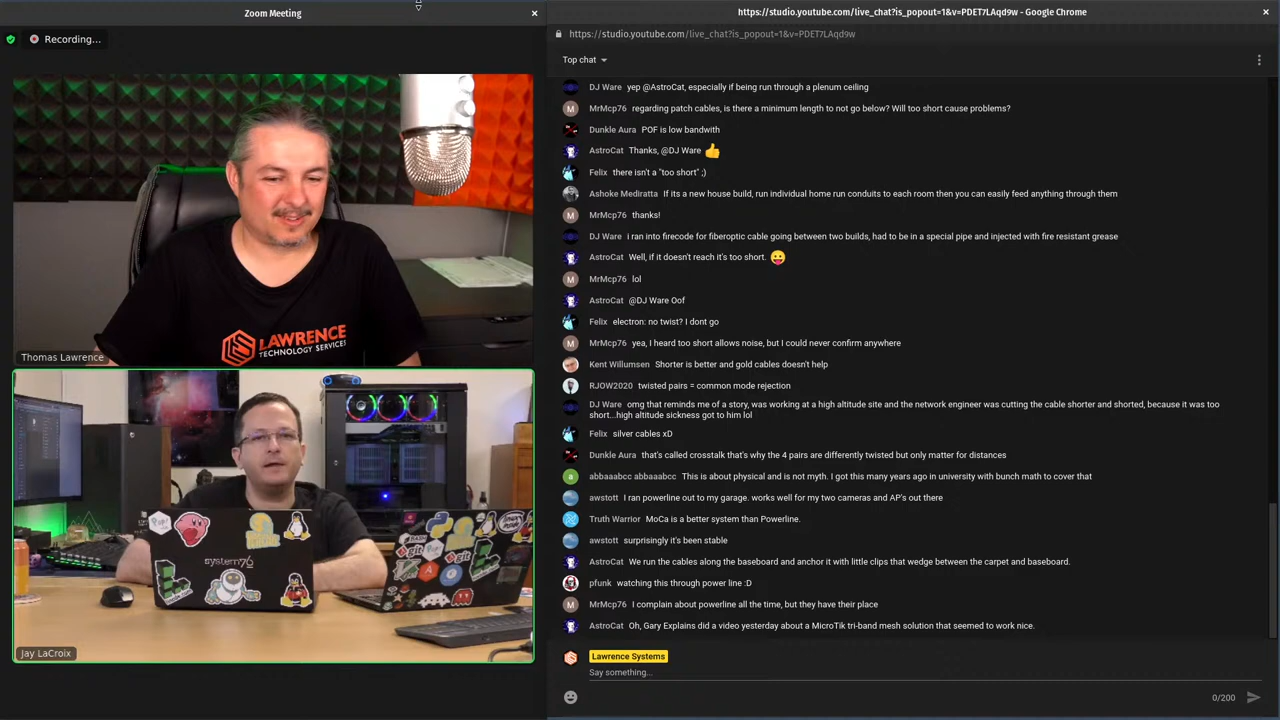 Zoom Meeting
https://studio.youtube.com/live_chat?is_popout=1&v=PDET7LAqd9w - Google Chrome
Recording...
https://studio.youtube.com/live_chat?is_popout=1&v=PDET7LAqd9w
Top chat
DJ Ware yep @AstroCat, especially if being run through a plenum ceiling
M MrMcp76 regarding patch cables, is there a minimum length to not go below? Will too short cause problems?
Dunkle Aura POF is low bandwith
AstroCat Thanks, @DJ Ware 👍
Felix there isn't a "too short" ;)
Ashoke Mediratta If its a new house build, run individual home run conduits to each room then you can easily feed anything through them
M MrMcp76 thanks!
DJ Ware i ran into firecode for fiberoptic cable going between two builds, had to be in a special pipe and injected with fire resistant grease
AstroCat Well, if it doesn't reach it's too short. 😛
M MrMcp76 lol
AstroCat @DJ Ware Oof
Felix electron: no twist? I dont go
M MrMcp76 yea, I heard too short allows noise, but I could never confirm anywhere
Kent Willumsen Shorter is better and gold cables doesn't help
RJOW2020 twisted pairs = common mode rejection
DJ Ware omg that reminds me of a story, was working at a high altitude site and the network engineer was cutting the cable shorter and shorted, because it was too
short...high altitude sickness got to him lol
Felix silver cables xD
Dunkle Aura that's called crosstalk that's why the 4 pairs are differently twisted but only matter for distances
a abbaaabcc abbaaabcc This is about physical and is not myth. I got this many years ago in university with bunch math to cover that
awstott I ran powerline out to my garage. works well for my two cameras and AP's out there
Truth Warrior MoCa is a better system than Powerline.
awstott surprisingly it's been stable
AstroCat We run the cables along the baseboard and anchor it with little clips that wedge between the carpet and baseboard.
pfunk watching this through power line :D
M MrMcp76 I complain about powerline all the time, but they have their place
AstroCat Oh, Gary Explains did a video yesterday about a MicroTik tri-band mesh solution that seemed to work nice.
Lawrence Systems
Say something...
0/200
LAWRENCE
TECHNOLOGY SERVICES
Thomas Lawrence
Pop!
system76
git
git
Jay LaCroix